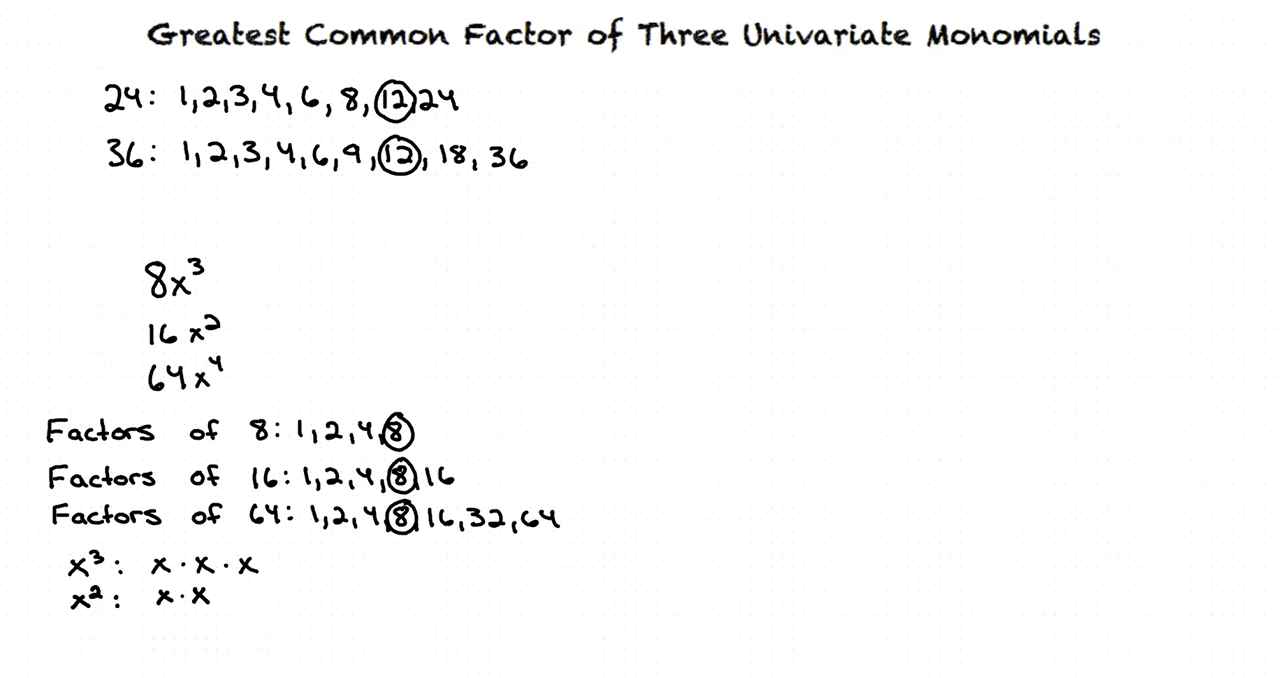 Greatest Common Factor of Three Univariate Monomials
24: 1,2,3,4,6,8,12,24
36: 1,2,3,4,6,9,12,18,36
8x³
16x²
64x⁴
Factors of 8: 1,2,4,8
Factors of 16: 1,2,4,8,16
Factors of 64: 1,2,4,8,16,32,64
x³: x·x·x
x²: x·x